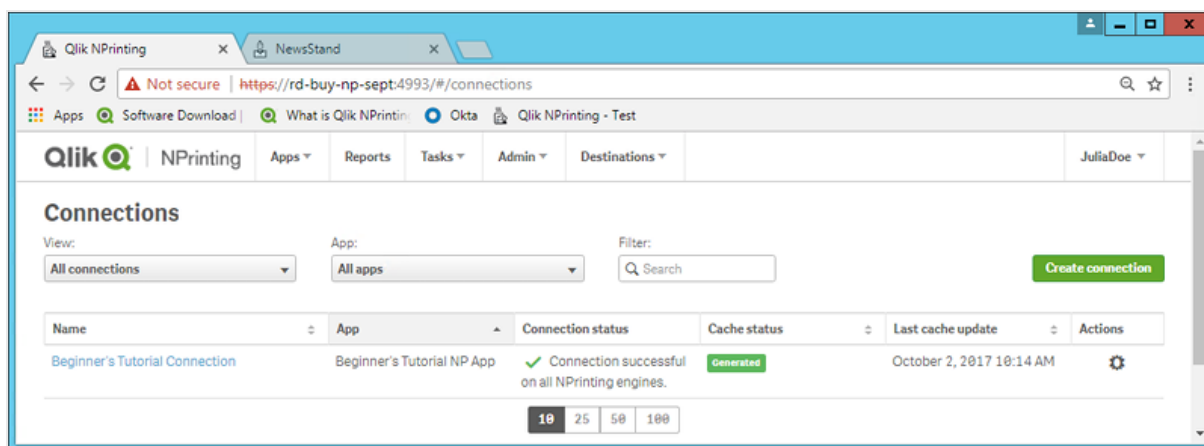 Qlik NPrinting
NewsStand
Not secure | https://rd-buy-np-sept:4993/#/connections
Apps Software Download | What is Qlik NPrintin Okta Qlik NPrinting - Test
Qlik NPrinting Apps Reports Tasks Admin Destinations JuliaDoe
Connections
View: App: Filter:
All connections All apps Search Create connection
Name App Connection status Cache status Last cache update Actions
Beginner's Tutorial Connection Beginner's Tutorial NP App Connection successful Generated October 2, 2017 10:14 AM
on all NPrinting engines.
10 25 50 100